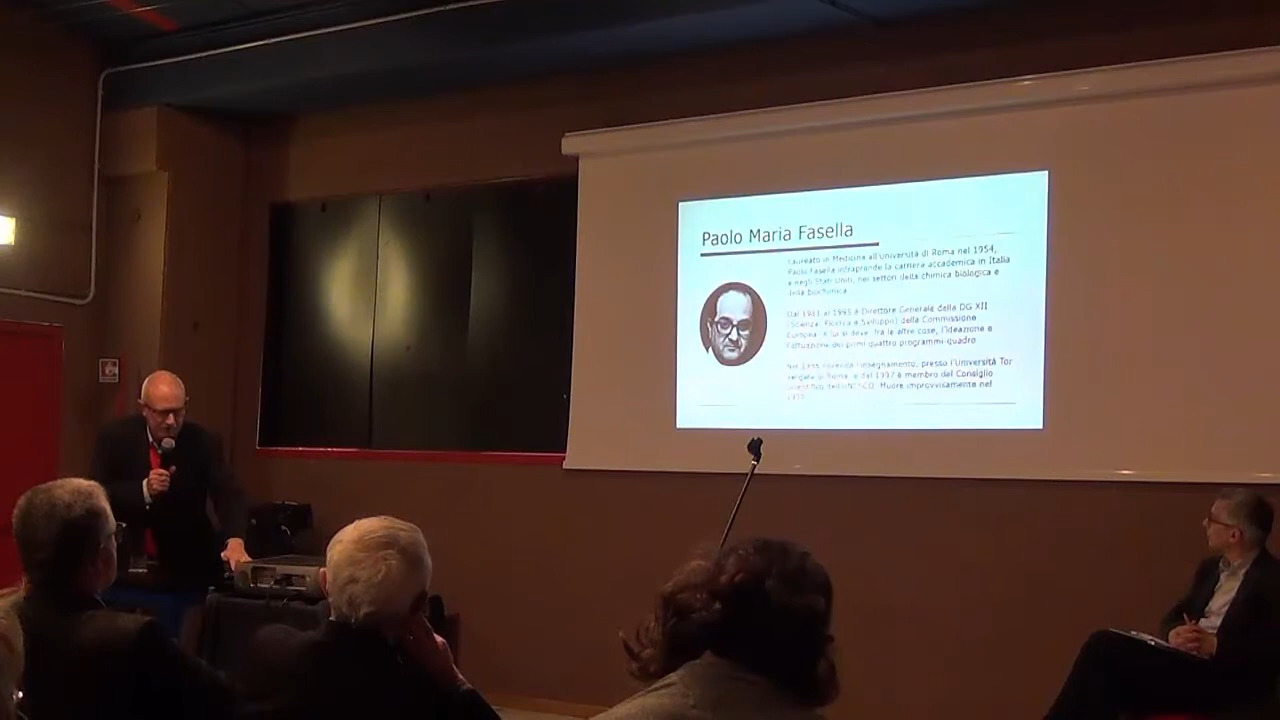 Paolo Maria Fasella
Laureato in Medicina all'Università di Roma nel 1954,
Paolo Fasella intraprende la carriera accademica in Italia
e negli Stati Uniti, nei settori della chimica biologica e
della biochimica.
Dal 1981 al 1995 è Direttore Generale della DG XII
(Scienza, Ricerca e Sviluppo) della Commissione
Europea. A lui si deve, fra le altre cose, l'ideazione e
l'attuazione dei primi quattro programmi quadro
l'insegnamento, presso l'Università Tor
Vergata di Roma, e dal 1997 è membro del Consiglio
Scientifico dell'UNESCO. Muore improvvisamente nel